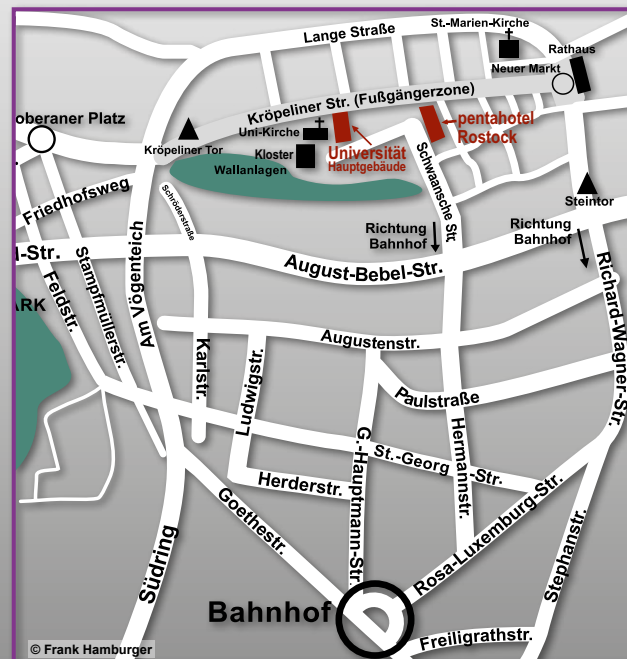 St.-Marien-Kirche
Lange Straße
Rathaus
Neuer Markt
Kröpeliner Str. (Fußgängerzone)
oberaner Platz
Uni-Kirche
pentahotel
Rostock
Kröpeliner Tor
Kloster
Universität
Hauptgebäude
Wallanlagen
Schwaansche Str.
Friedhofsweg
Schröderstraße
Steintor
Richtung
Bahnhof
Richtung
Bahnhof
l-Str.
Am Vögenteich
August-Bebel-Str.
Stampfmüllerstr.
Feldstr.
ARK
Richard-Wagner-Str.
Augustenstr.
Karlstr.
Ludwigstr.
Paulstraße
G.-Hauptmann-Str.
St.-Georg - Str.
Hermannstr.
Herderstr.
Goethestr.
Rosa-Luxemburg-Str.
Südring
Stephanstr.
Bahnhof
Freiligrathstr.
© Frank Hamburger